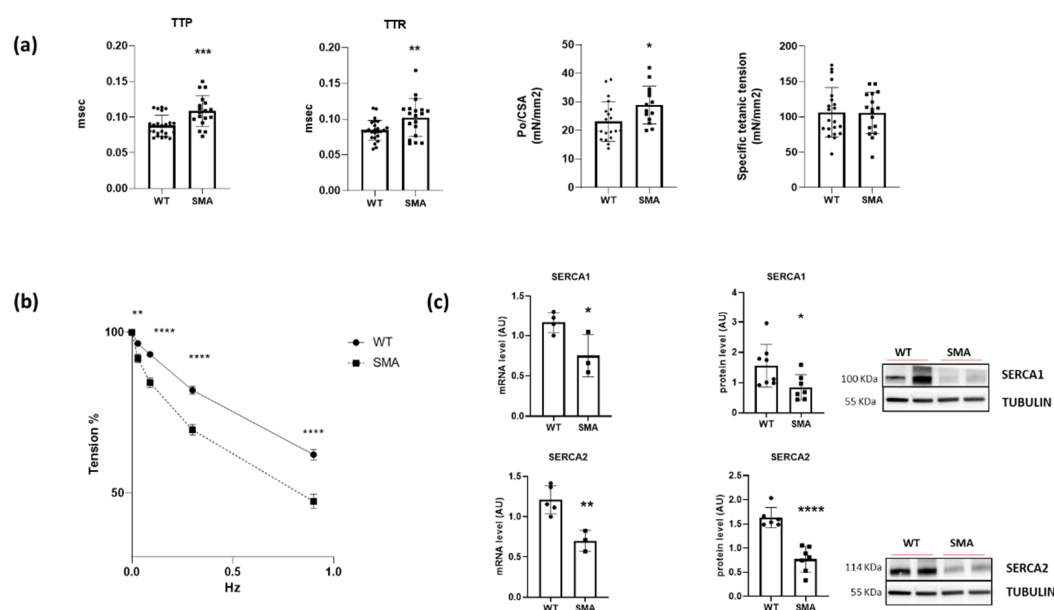 (a)
TTP
msec
0.20
0.15
0.10
0.05
0.00
***
WT
SMA
TTR
msec
0.20
0.15
0.10
0.05
0.00
**
WT
SMA
Po/CSA
(mN/mm2)
50
40
30
20
10
0
*
WT
SMA
Specific tetanic tension
(mN/mm2)
200
150
100
50
0
WT
SMA
(b)
Tension %
100
50
**
****
****
****
WT
SMA
0.0
0.5
1.0
Hz
(c)
SERCA1
mRNA level (AU)
1.5
1.0
0.5
0.0
*
WT
SMA
SERCA1
protein level (AU)
4
3
2
1
0
*
WT
SMA
WT
SMA
100 KDa
SERCA1
55 KDa
TUBULIN
SERCA2
mRNA level (AU)
1.5
1.0
0.5
0.0
**
WT
SMA
SERCA2
protein level (AU)
2.5
2.0
1.5
1.0
0.5
0.0
****
WT
SMA
WT
SMA
114 KDa
SERCA2
55 KDa
TUBULIN